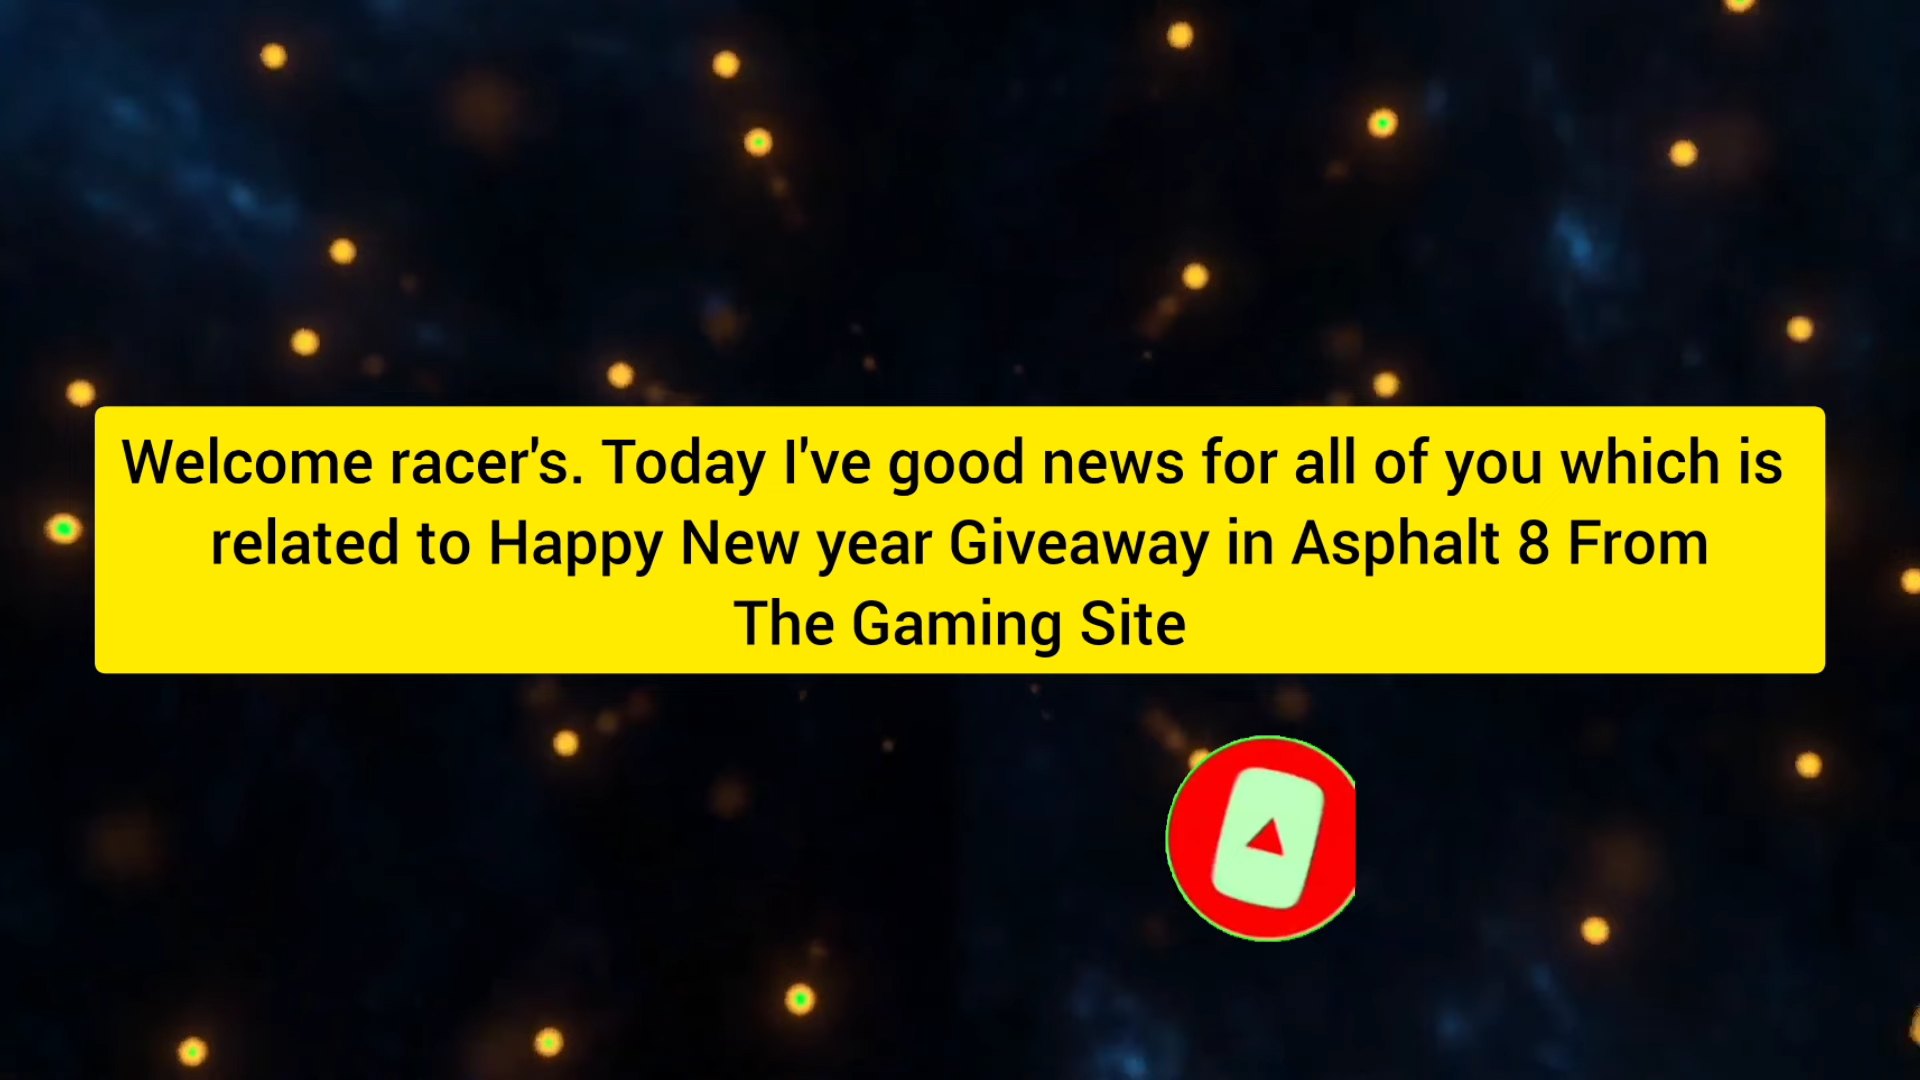 Welcome racer's. Today I've good news for all of you which is
related to Happy New year Giveaway in Asphalt 8 From
The Gaming Site